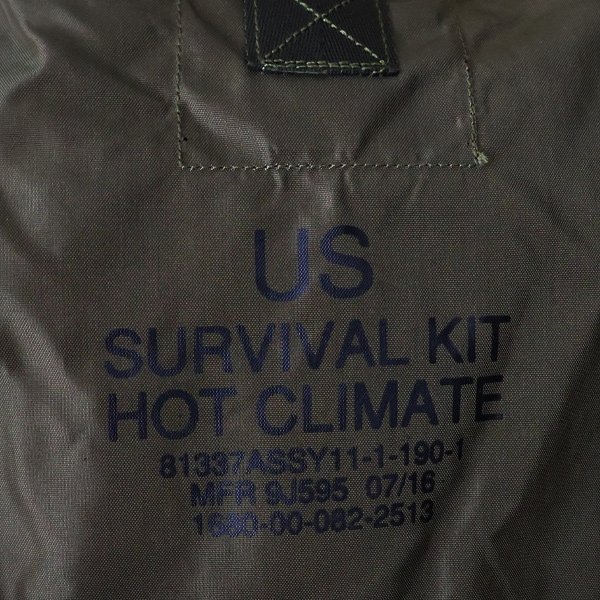 US
SURVIVAL KIT
HOT CLIMATE
81337ASSY11-1-190-1
MFR 9J595 07/16
1680-00-082-2513